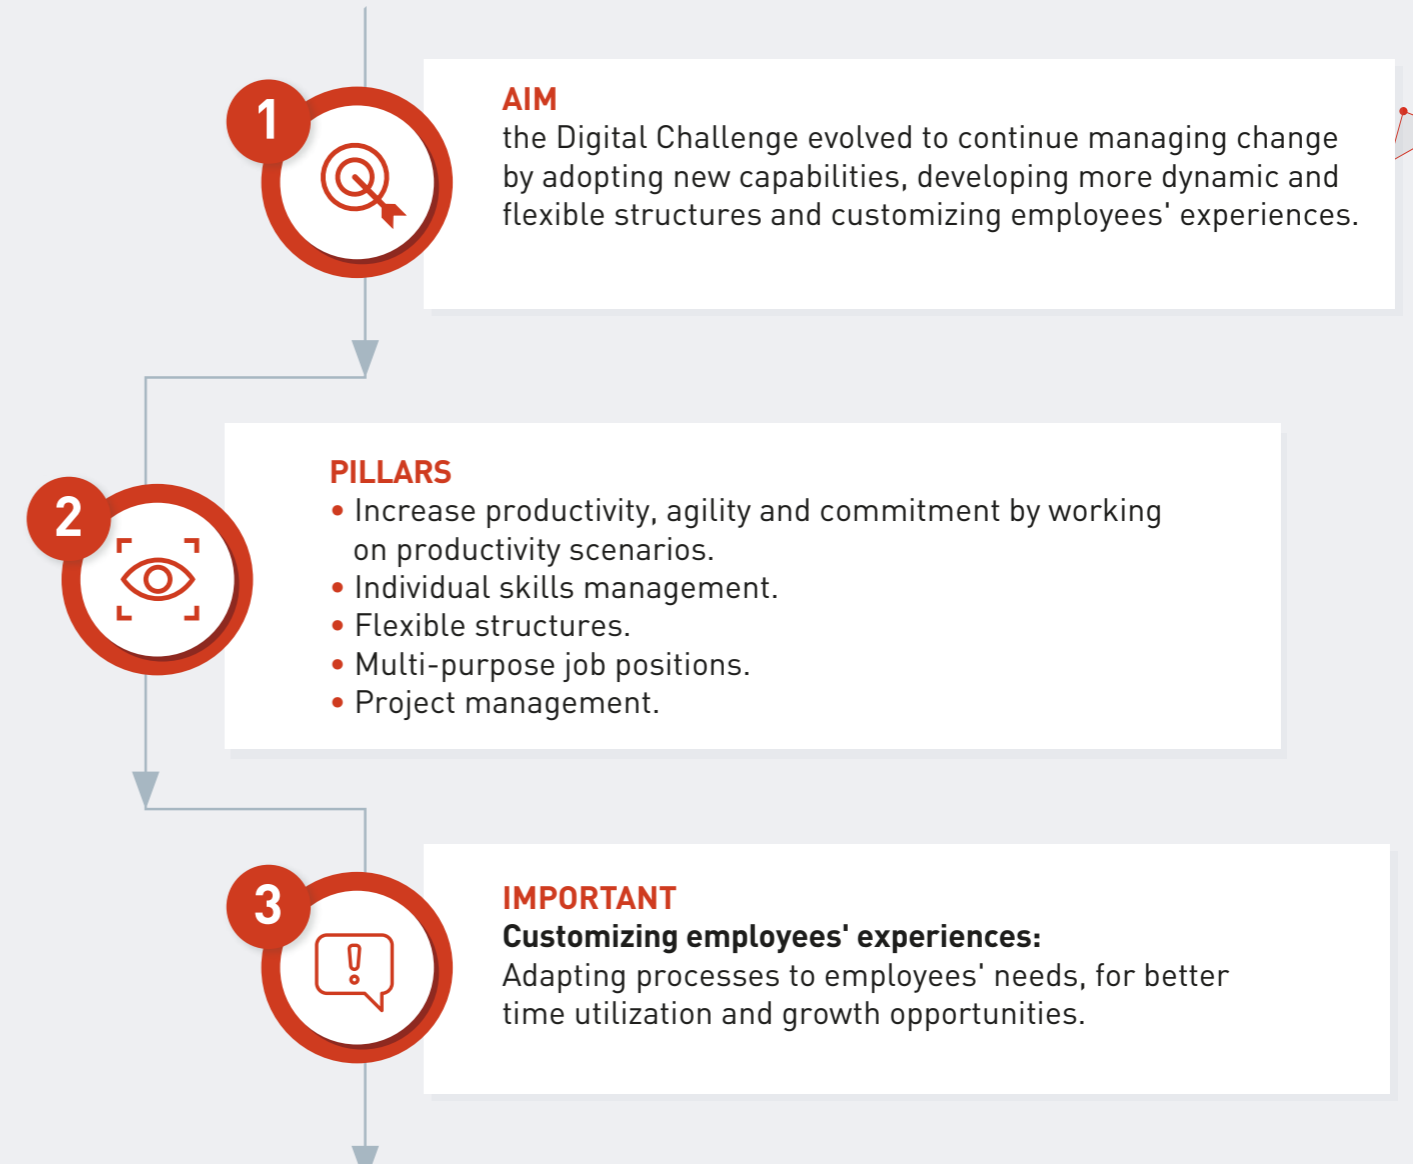 1
AIM
the Digital Challenge evolved to continue managing change
by adopting new capabilities, developing more dynamic and
flexible structures and customizing employees' experiences.
2
PILLARS
• Increase productivity, agility and commitment by working
on productivity scenarios.
• Individual skills management.
• Flexible structures.
• Multi-purpose job positions.
• Project management.
3
IMPORTANT
Customizing employees' experiences:
Adapting processes to employees' needs, for better
time utilization and growth opportunities.